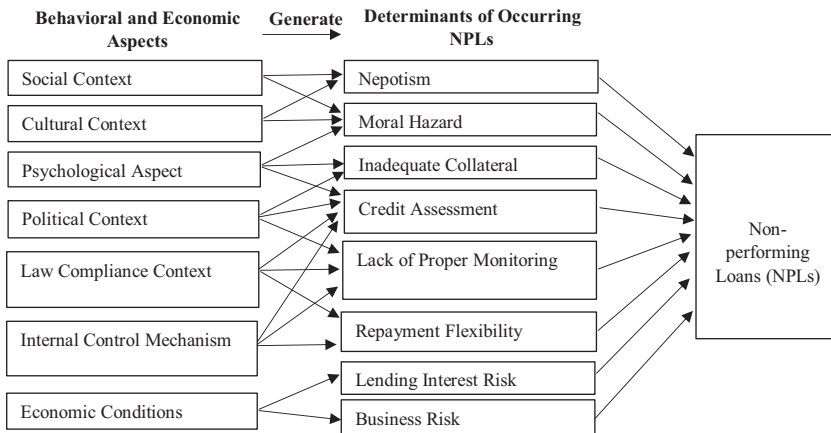 Behavioral and Economic
Aspects
Generate
Determinants of Occurring
NPLs
Social Context
Cultural Context
Psychological Aspect
Political Context
Law Compliance Context
Internal Control Mechanism
Economic Conditions
Nepotism
Moral Hazard
Inadequate Collateral
Credit Assessment
Lack of Proper Monitoring
Repayment Flexibility
Lending Interest Risk
Business Risk
Non-
performing
Loans (NPLs)